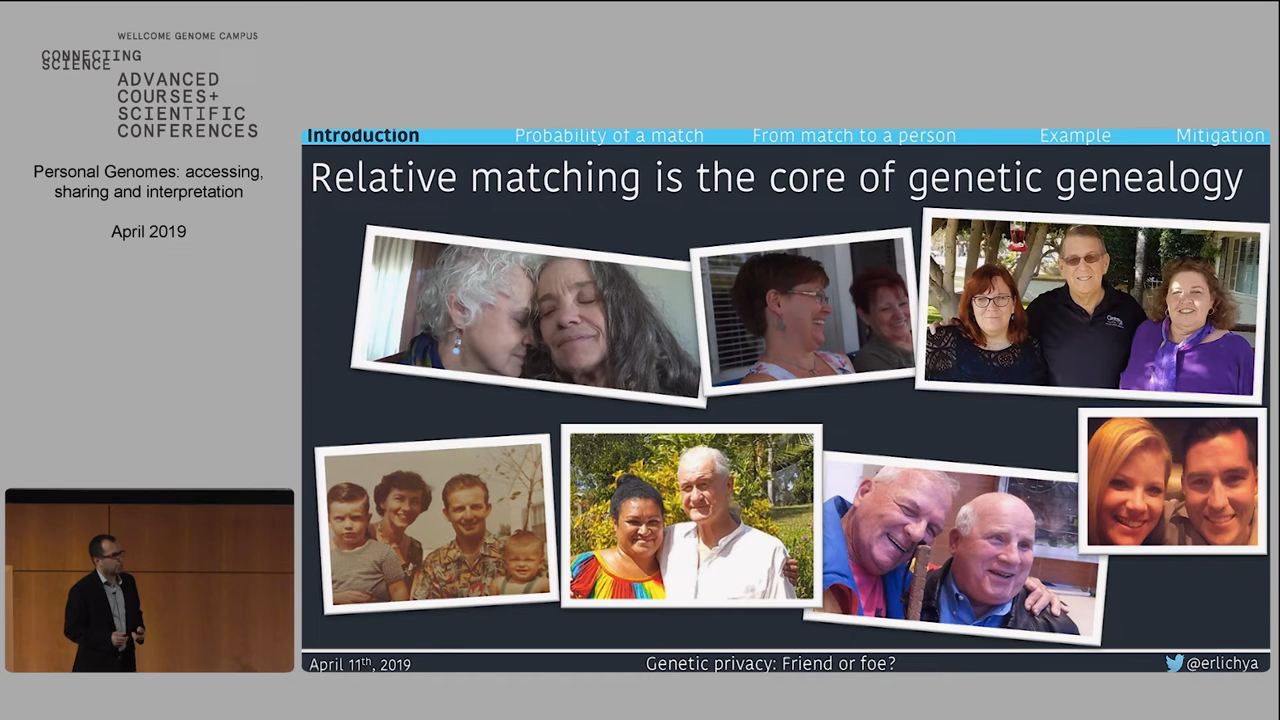 WELLCOME GENOME CAMPUS
CONNECTING
SCIENCE
ADVANCED
COURSES+
SCIENTIFIC
CONFERENCES
Personal Genomes: accessing,
sharing and interpretation
April 2019
Introduction Probability of a match From match to a person Example Mitigation
Relative matching is the core of genetic genealogy
April 11th, 2019 Genetic privacy: Friend or foe? @erlichya